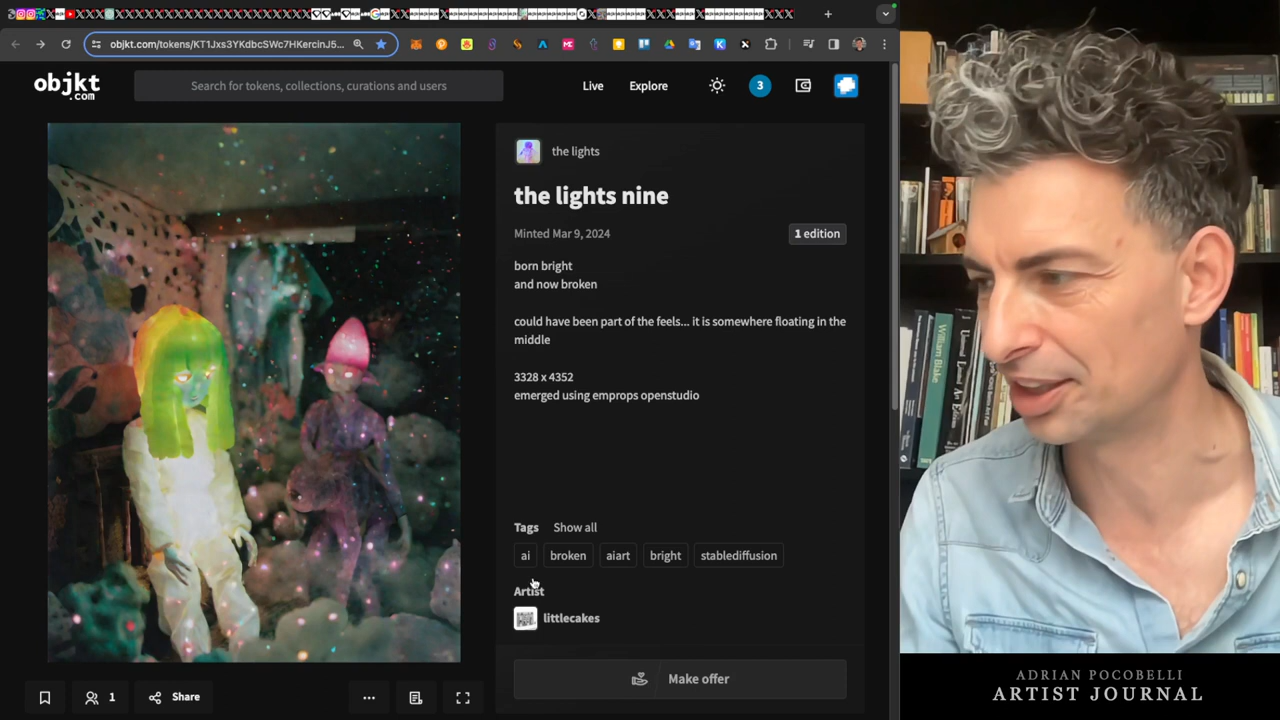 objkt.com/tokens/KT1Jxs3YKdbcSWc7HKercinJ5...
objkt
.com
Search for tokens, collections, curations and users
Live
Explore
3
the lights
the lights nine
Minted Mar 9, 2024
1 edition
born bright
and now broken
could have been part of the feels... it is somewhere floating in the
middle
3328 x 4352
emerged using emprops openstudio
Tags
Show all
ai
broken
aiart
bright
stablediffusion
Artist
littlecakes
1
Share
Make offer
William Blake
ADRIAN POCOBELLI
ARTIST JOURNAL